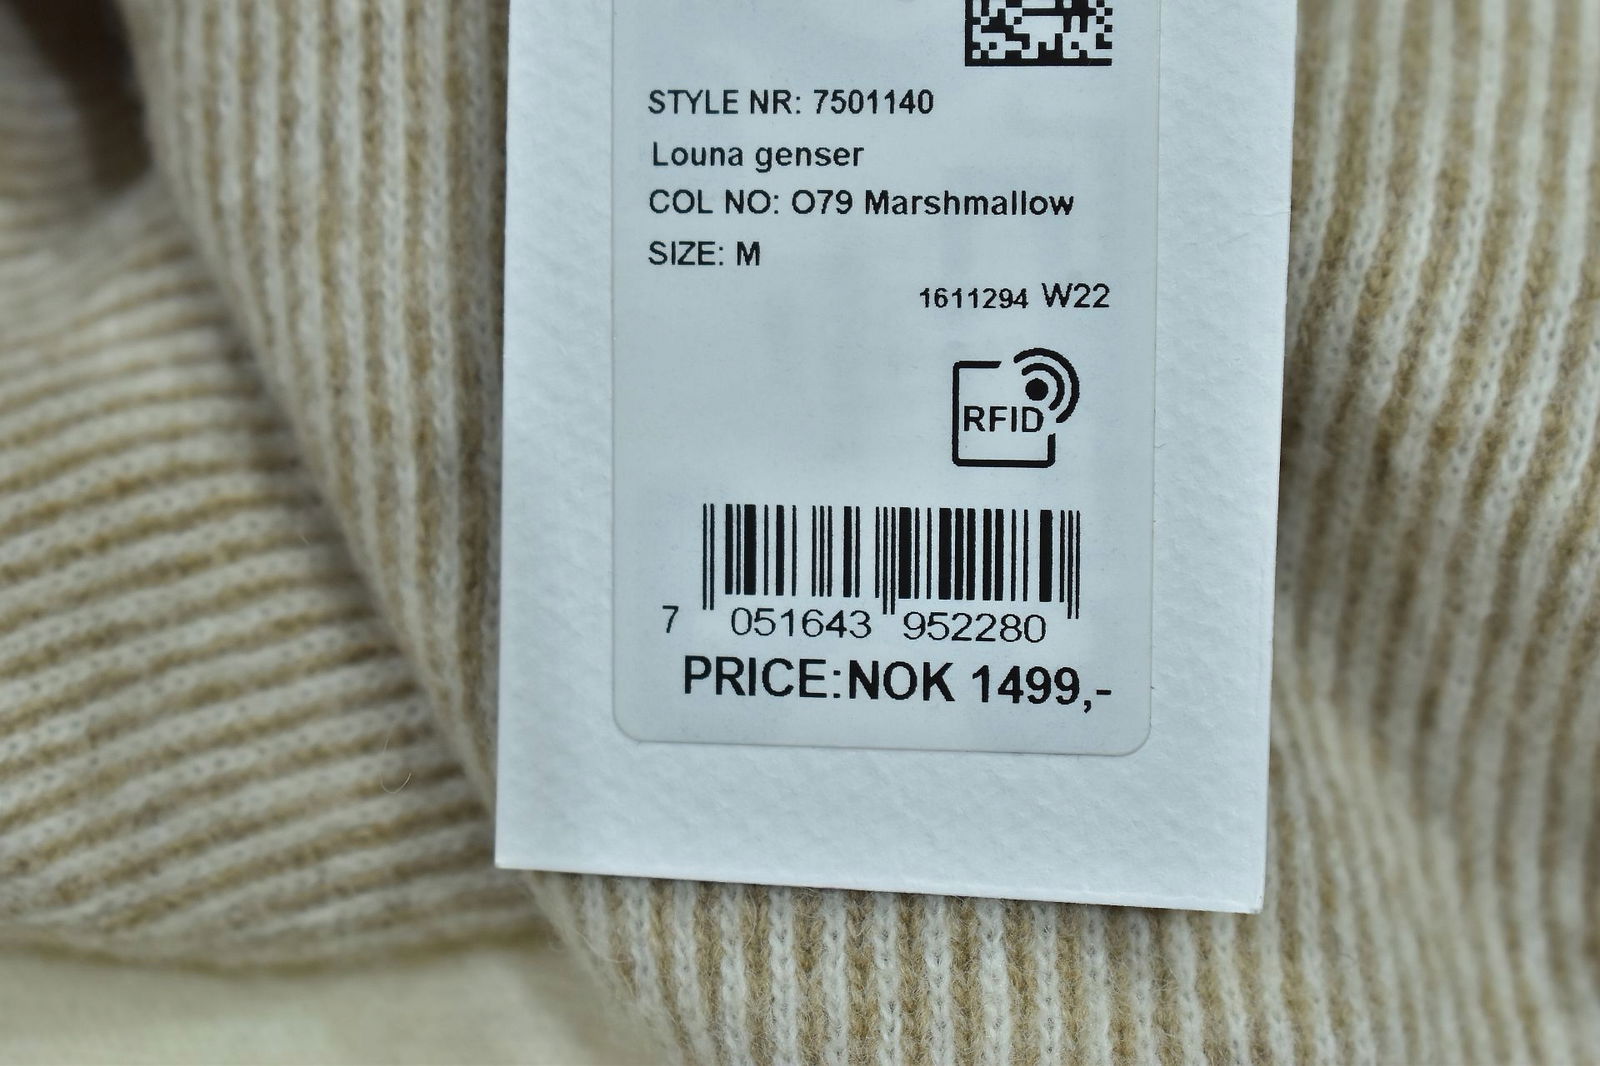 STYLE NR: 7501140
Louna genser
COL NO: O79 Marshmallow
SIZE: M
1611294 W22
RFID
7 051643 952280
PRICE:NOK 1499,-